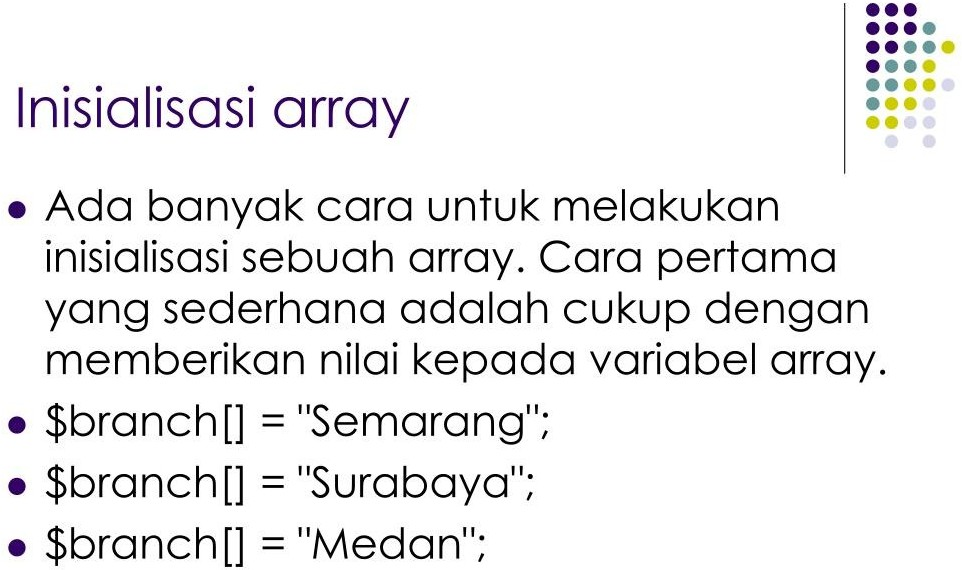 Inisialisasi array
● Ada banyak cara untuk melakukan
inisialisasi sebuah array. Cara pertama
yang sederhana adalah cukup dengan
memberikan nilai kepada variabel array.
● $branch[] = "Semarang";
● $branch[] = "Surabaya";
● $branch[] = "Medan";